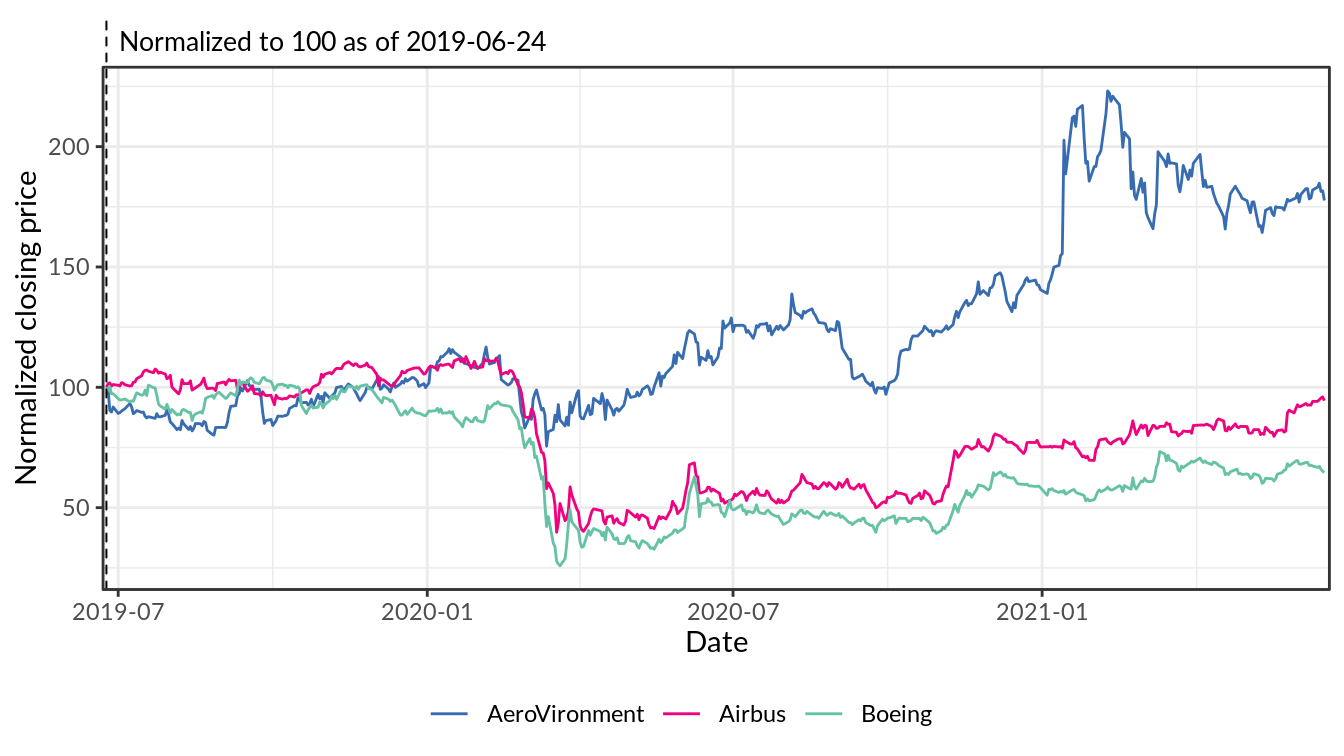 Normalized to 100 as of 2019-06-24
Normalized closing price
200
150
100
50
2019-07 2020-01 2020-07 2021-01
Date
AeroVironment Airbus Boeing